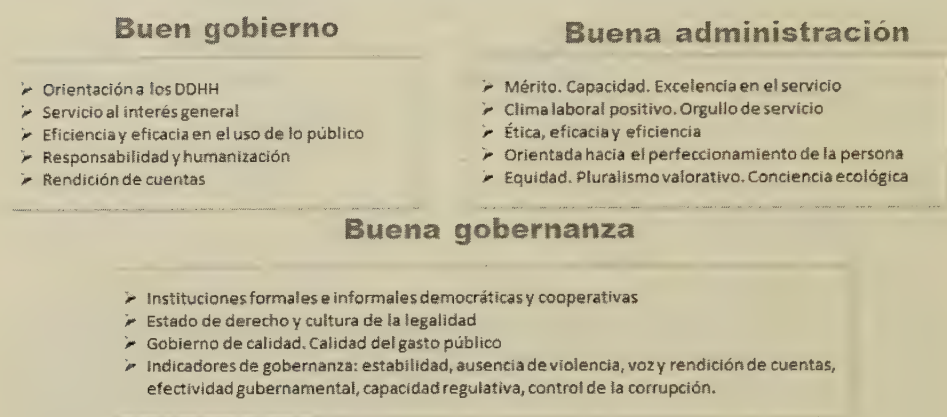 Buen gobierno
➢ Orientación a los DDHH
➢ Servicio al interés general
➢ Eficiencia y eficacia en el uso de lo público
➢ Responsabilidad y humanización
➢ Rendición de cuentas
Buena administración
➢ Mérito. Capacidad. Excelencia en el servicio
➢ Clima laboral positivo. Orgullo de servicio
➢ Ética, eficacia y eficiencia
➢ Orientada hacia el perfeccionamiento de la persona
➢ Equidad. Pluralismo valorativo. Conciencia ecológica
Buena gobernanza
➢ Instituciones formales e informales democráticas y cooperativas
➢ Estado de derecho y cultura de la legalidad
➢ Gobierno de calidad. Calidad del gasto público
➢ Indicadores de gobernanza: estabilidad, ausencia de violencia, voz y rendición de cuentas,
efectividad gubernamental, capacidad regulativa, control de la corrupción.